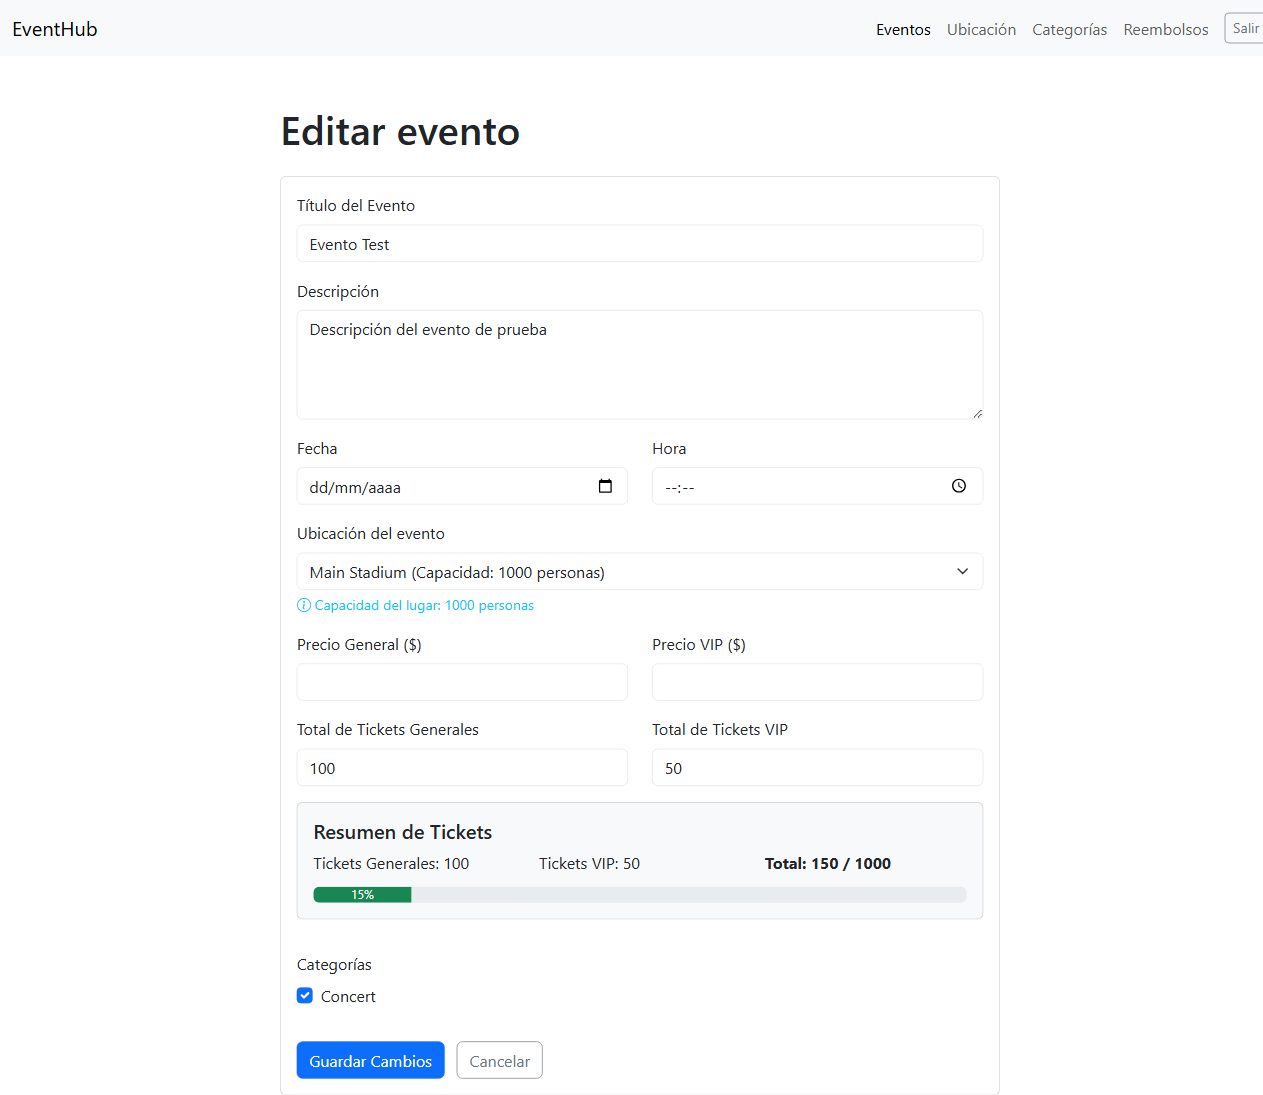 EventHub
Eventos Ubicación Categorías Reembolsos Salir
Editar evento
Título del Evento
Evento Test
Descripción
Descripción del evento de prueba
Fecha Hora
dd/mm/aaaa --:--
Ubicación del evento
Main Stadium (Capacidad: 1000 personas)
Capacidad del lugar: 1000 personas
Precio General ($) Precio VIP ($)
Total de Tickets Generales Total de Tickets VIP
100 50
Resumen de Tickets
Tickets Generales: 100 Tickets VIP: 50 Total: 150 / 1000
15%
Categorías
Concert
Guardar Cambios Cancelar